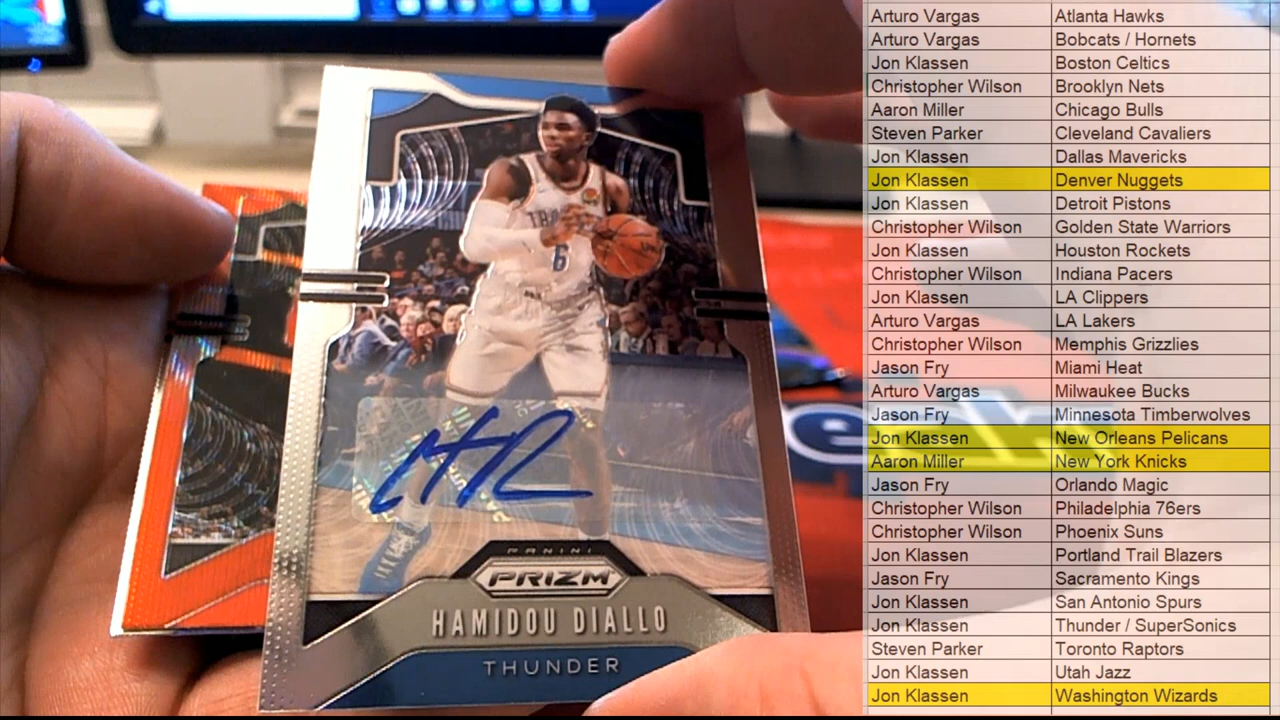 THUNDER
6
PANINI
PRIZM
HAMIDOU DIALLO
THUNDER
Arturo Vargas Atlanta Hawks
Arturo Vargas Bobcats / Hornets
Jon Klassen Boston Celtics
Christopher Wilson Brooklyn Nets
Aaron Miller Chicago Bulls
Steven Parker Cleveland Cavaliers
Jon Klassen Dallas Mavericks
Jon Klassen Denver Nuggets
Jon Klassen Detroit Pistons
Christopher Wilson Golden State Warriors
Jon Klassen Houston Rockets
Christopher Wilson Indiana Pacers
Jon Klassen LA Clippers
Arturo Vargas LA Lakers
Christopher Wilson Memphis Grizzlies
Jason Fry Miami Heat
Arturo Vargas Milwaukee Bucks
Jason Fry Minnesota Timberwolves
Jon Klassen New Orleans Pelicans
Aaron Miller New York Knicks
Jason Fry Orlando Magic
Christopher Wilson Philadelphia 76ers
Christopher Wilson Phoenix Suns
Jon Klassen Portland Trail Blazers
Jason Fry Sacramento Kings
Jon Klassen San Antonio Spurs
Jon Klassen Thunder / SuperSonics
Steven Parker Toronto Raptors
Jon Klassen Utah Jazz
Jon Klassen Washington Wizards